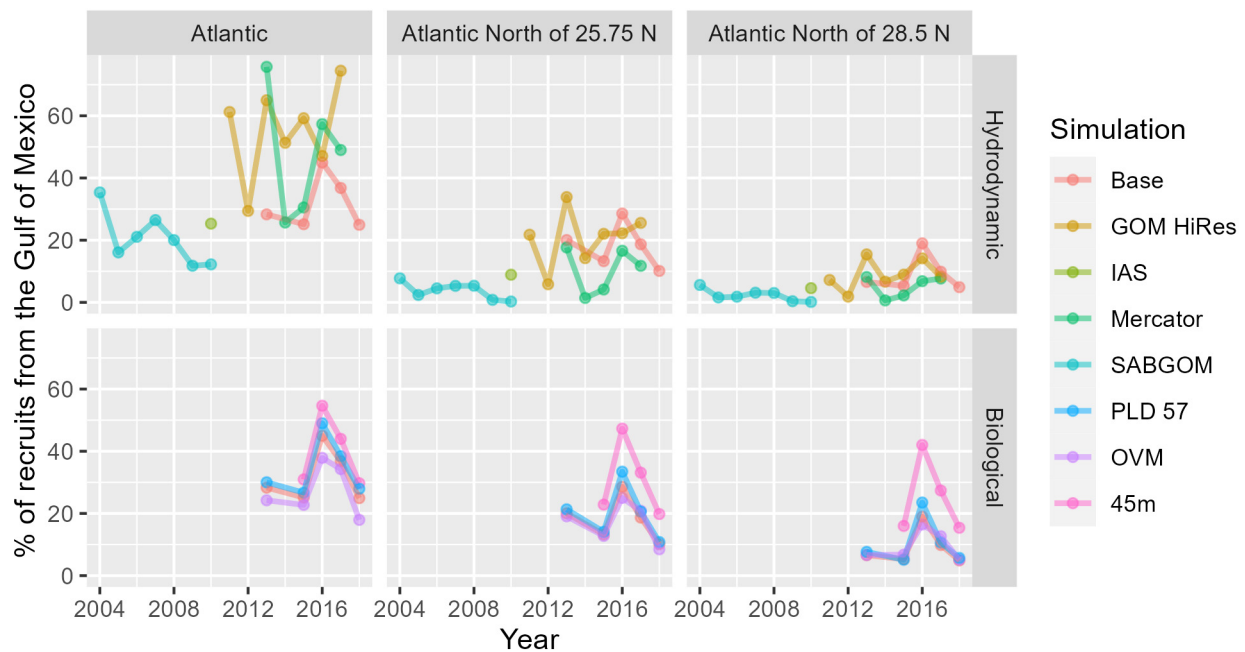 Atlantic
Atlantic North of 25.75 N
Atlantic North of 28.5 N
% of recruits from the Gulf of Mexico
60
40
20
0
Hydrodynamic
60
40
20
0
Biological
2004 2008 2012 2016
2004 2008 2012 2016
2004 2008 2012 2016
Year
Simulation
Base
GOM HiRes
IAS
Mercator
SABGOM
PLD 57
OVM
45m